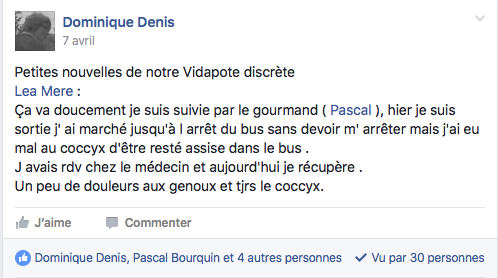 Dominique Denis
7 avril
Petites nouvelles de notre Vidapote discrète
Lea Mere :
Ça va doucement je suis suivie par le gourmand ( Pascal ), hier je suis
sortie j' ai marché jusqu'à l arrêt du bus sans devoir m' arrêter mais j'ai eu
mal au coccyx d'être resté assise dans le bus .
J avais rdv chez le médecin et aujourd'hui je récupère .
Un peu de douleurs aux genoux et tjrs le coccyx.
J'aime Commenter
Dominique Denis, Pascal Bourquin et 4 autres personnes Vu par 30 personnes